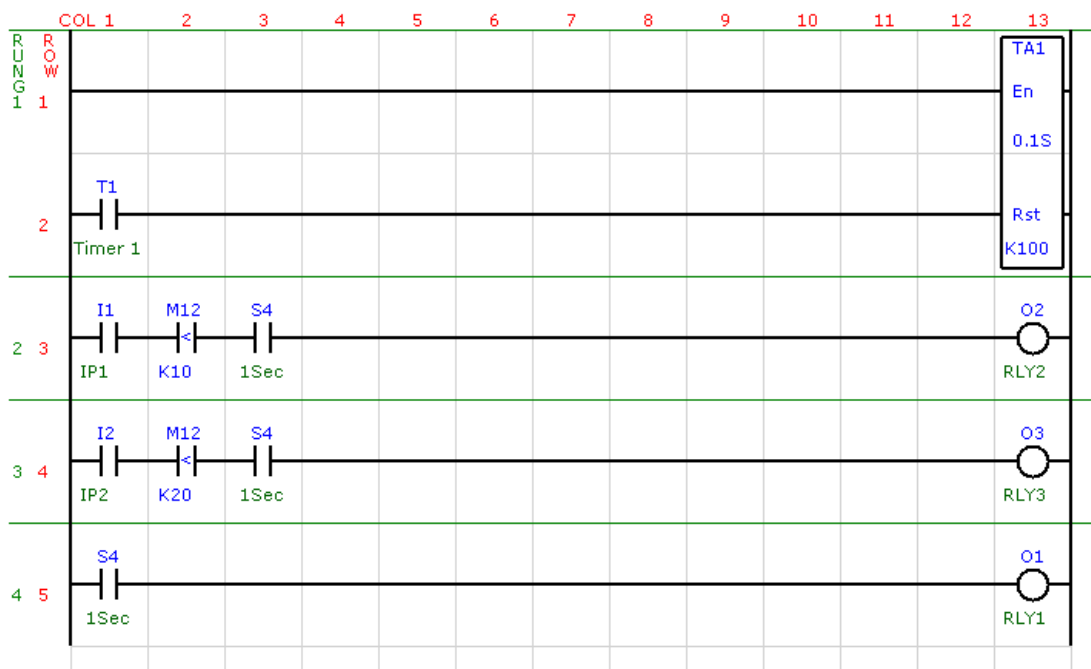 COL 1 2 3 4 5 6 7 8 9 10 11 12 13
RUNG
ROW
TA1
1 1
En
0.1S
T1
2
Rst
Timer 1
K100
I1 M12 S4 O2
2 3 <
IP1 K10 1Sec RLY2
I2 M12 S4 O3
3 4 <
IP2 K20 1Sec RLY3
S4 O1
4 5
1Sec RLY1